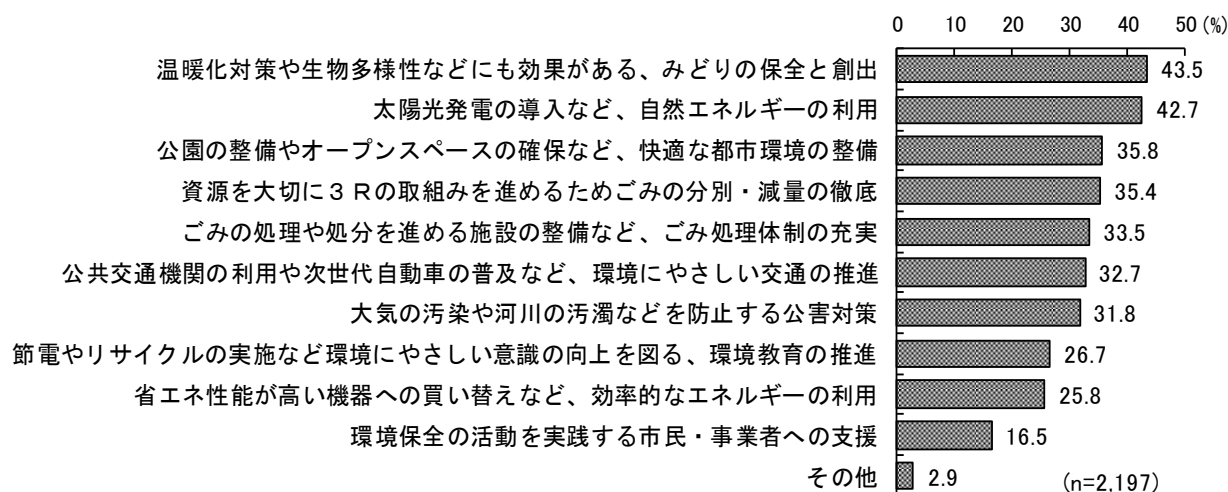 0 10 20 30 40 50 (%)
温暖化対策や生物多様性などにも効果がある、みどりの保全と創出 43.5
太陽光発電の導入など、自然エネルギーの利用 42.7
公園の整備やオープンスペースの確保など、快適な都市環境の整備 35.8
資源を大切に３Ｒの取組みを進めるためごみの分別・減量の徹底 35.4
ごみの処理や処分を進める施設の整備など、ごみ処理体制の充実 33.5
公共交通機関の利用や次世代自動車の普及など、環境にやさしい交通の推進 32.7
大気の汚染や河川の汚濁などを防止する公害対策 31.8
節電やリサイクルの実施など環境にやさしい意識の向上を図る、環境教育の推進 26.7
省エネ性能が高い機器への買い替えなど、効率的なエネルギーの利用 25.8
環境保全の活動を実践する市民・事業者への支援 16.5
その他 2.9 (n=2,197)